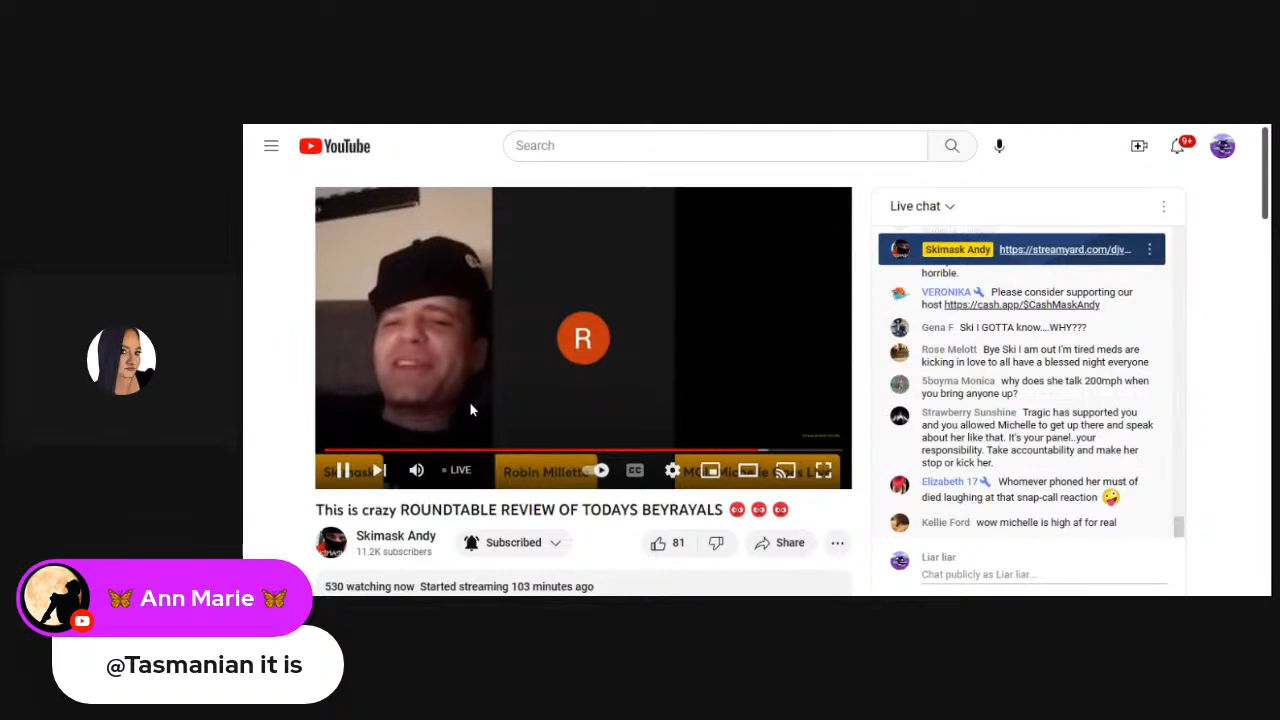 YouTube
Search
9+
Live chat
Skimask Andy https://streamyard.com/djv...
horrible.
VERONIKA Please consider supporting our
host https://cash.app/$CashMaskAndy
Gena F Ski I GOTTA know....WHY???
Rose Melott Bye Ski I am out I'm tired meds are
kicking in love to all have a blessed night everyone
5boyma Monica why does she talk 200mph when
you bring anyone up?
Strawberry Sunshine Tragic has supported you
and you allowed Michelle to get up there and speak
about her like that. It's your panel..your
responsibility. Take accountability and make her
stop or kick her.
Elizabeth 17 Whomever phoned her must of
died laughing at that snap-call reaction
Kellie Ford wow michelle is high af for real
Liar liar
Chat publicly as Liar liar...
R
LIVE
CC
Robin Millett
This is crazy ROUNDTABLE REVIEW OF TODAYS BEYRAYALS
Skimask Andy
11.2K subscribers
Subscribed
81
Share
530 watching now Started streaming 103 minutes ago
Ann Marie
@Tasmanian it is